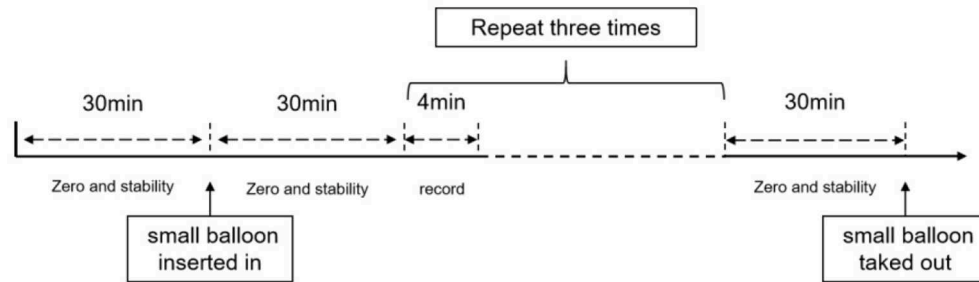 Repeat three times
30min
30min
4min
30min
Zero and stability
Zero and stability
record
Zero and stability
small balloon
inserted in
small balloon
taked out